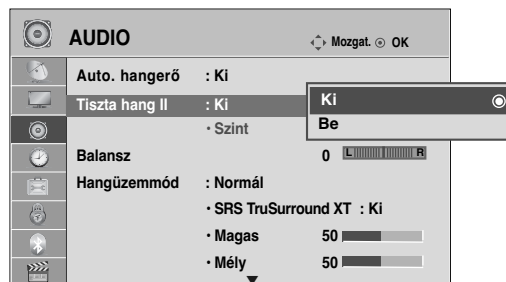 AUDIO
Mozgat. OK
Auto. hangerő : Ki
Tiszta hang II : Ki
Ki
Be
• Szint
Balansz 0 L R
Hangüzemmód : Normál
• SRS TruSurround XT : Ki
• Magas 50
• Mély 50